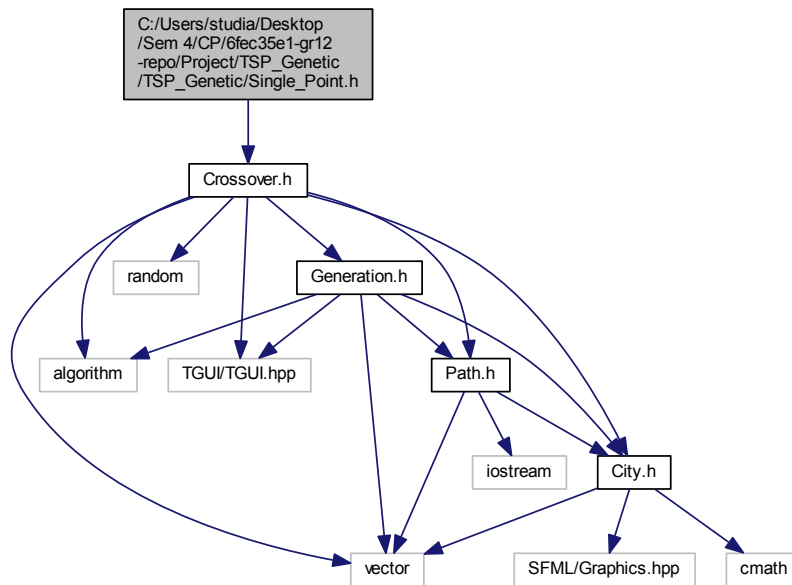 C:/Users/studia/Desktop
/Sem 4/CP/6fec35e1-gr12
-repo/Project/TSP_Genetic
/TSP_Genetic/Single_Point.h
Crossover.h
random
Generation.h
algorithm
TGUI/TGUI.hpp
Path.h
iostream
City.h
vector
SFML/Graphics.hpp
cmath